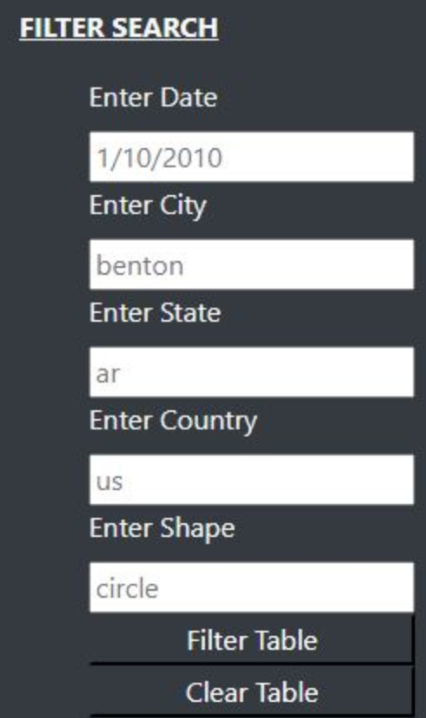 FILTER SEARCH
Enter Date
1/10/2010
Enter City
benton
Enter State
ar
Enter Country
us
Enter Shape
circle
Filter Table
Clear Table